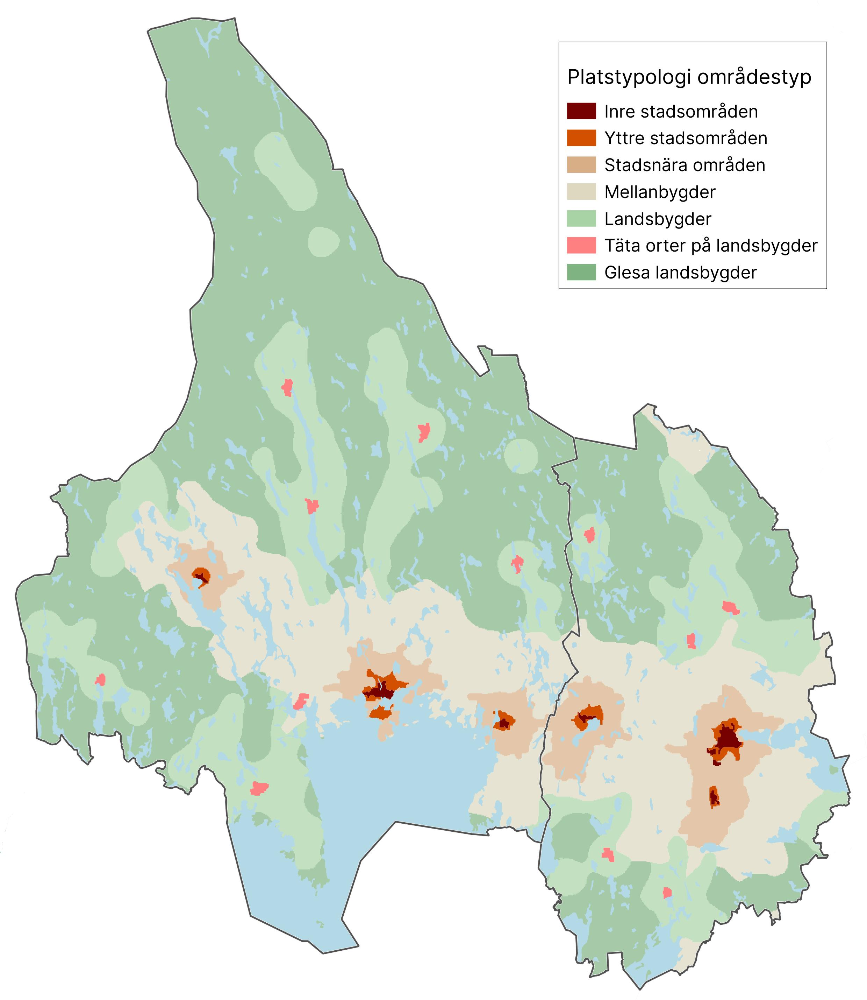 Platstypologi områdestyp
Inre stadsområden
Yttre stadsområden
Stadsnära områden
Mellanbygder
Landsbygder
Täta orter på landsbygder
Glesa landsbygder